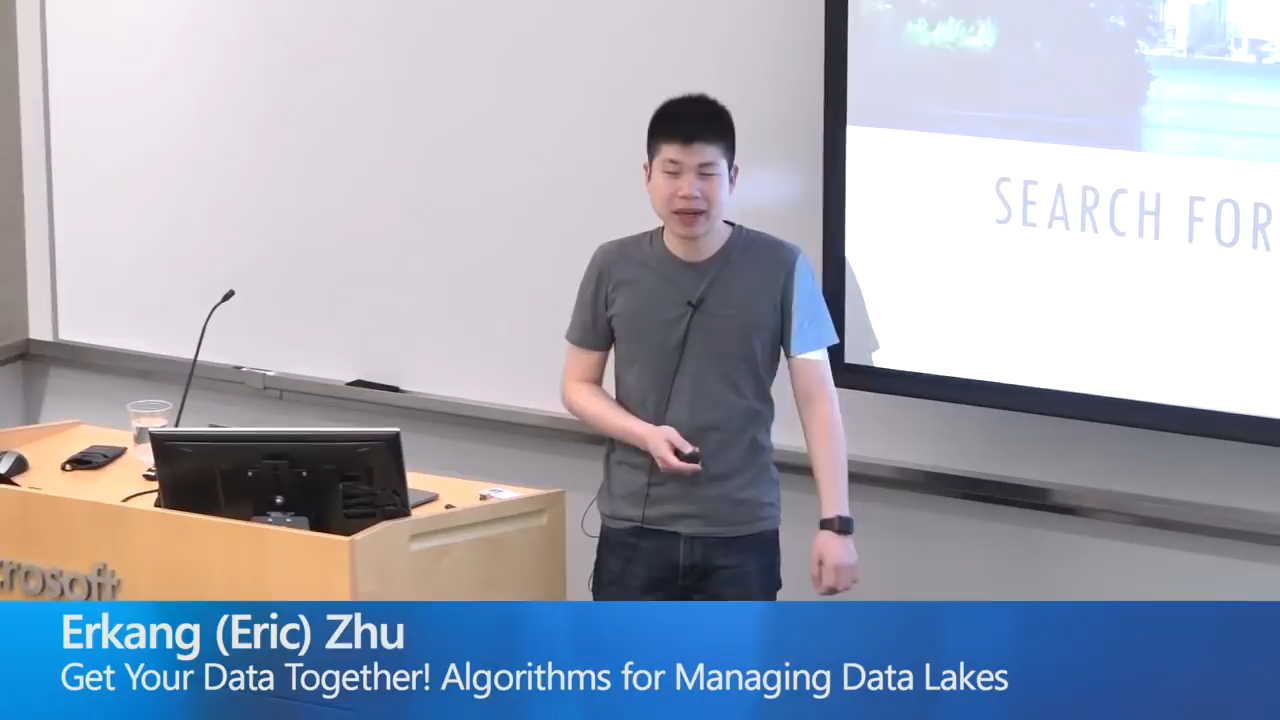 SEARCH FOR
crosoft
Erkang (Eric) Zhu
Get Your Data Together! Algorithms for Managing Data Lakes